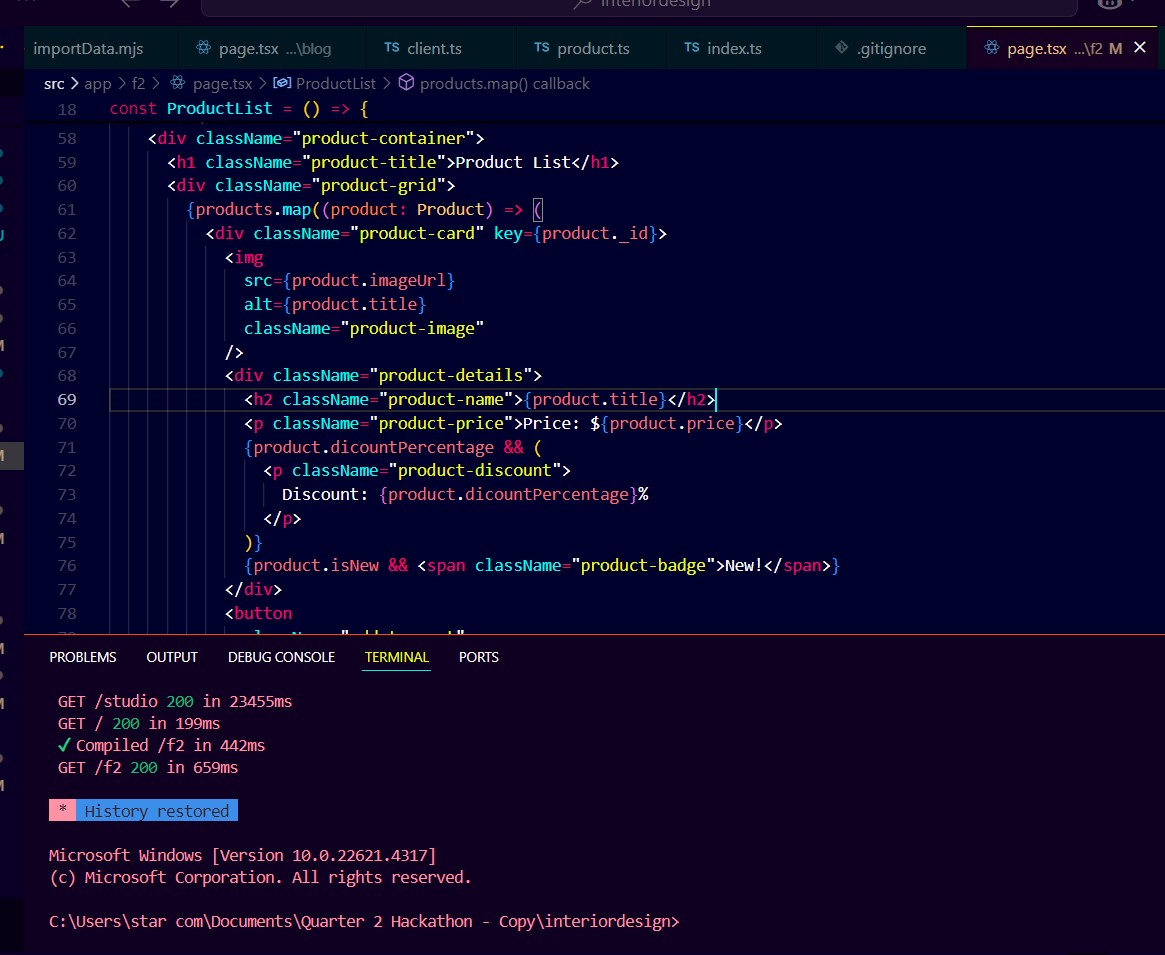 interiordesign
importData.mjs page.tsx ...\blog TS client.ts TS product.ts TS index.ts .gitignore page.tsx ...\f2 M
src > app > f2 > page.tsx > ProductList > products.map() callback
18 const ProductList = () => {
58 <div className="product-container">
59 <h1 className="product-title">Product List</h1>
60 <div className="product-grid">
61 {products.map((product: Product) => (
62 <div className="product-card" key={product._id}>
63 <img
64 src={product.imageUrl}
65 alt={product.title}
66 className="product-image"
67 />
68 <div className="product-details">
69 <h2 className="product-name">{product.title}</h2>
70 <p className="product-price">Price: ${product.price}</p>
71 {product.dicountPercentage && (
72 <p className="product-discount">
73 Discount: {product.dicountPercentage}%
74 </p>
75 )}
76 {product.isNew && <span className="product-badge">New!</span>}
77 </div>
78 <button
PROBLEMS OUTPUT DEBUG CONSOLE TERMINAL PORTS
GET /studio 200 in 23455ms
GET / 200 in 199ms
✓ Compiled /f2 in 442ms
GET /f2 200 in 659ms
* History restored
Microsoft Windows [Version 10.0.22621.4317]
(c) Microsoft Corporation. All rights reserved.
C:\Users\star com\Documents\Quarter 2 Hackathon - Copy\interiordesign>